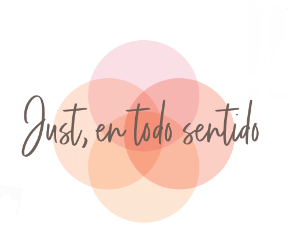 Just, en todo sentido